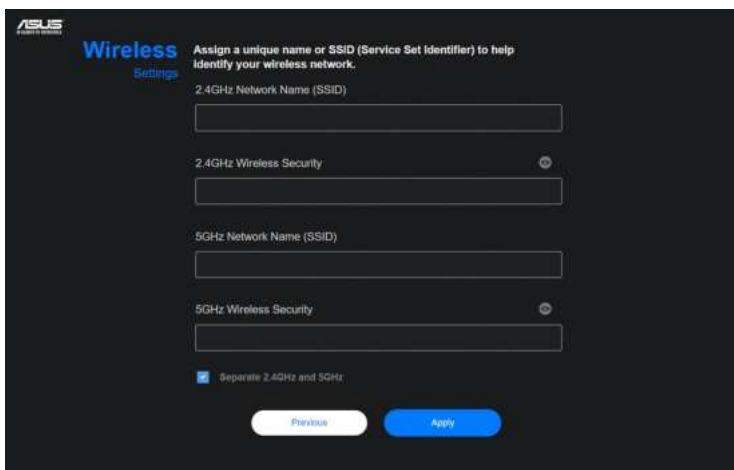 ASUS
Wireless
Settings
Assign a unique name or SSID (Service Set Identifier) to help
identify your wireless network.
2.4GHz Network Name (SSID)
2.4GHz Wireless Security
5GHz Network Name (SSID)
5GHz Wireless Security
Separate 2.4GHz and 5GHz
Previous
Apply